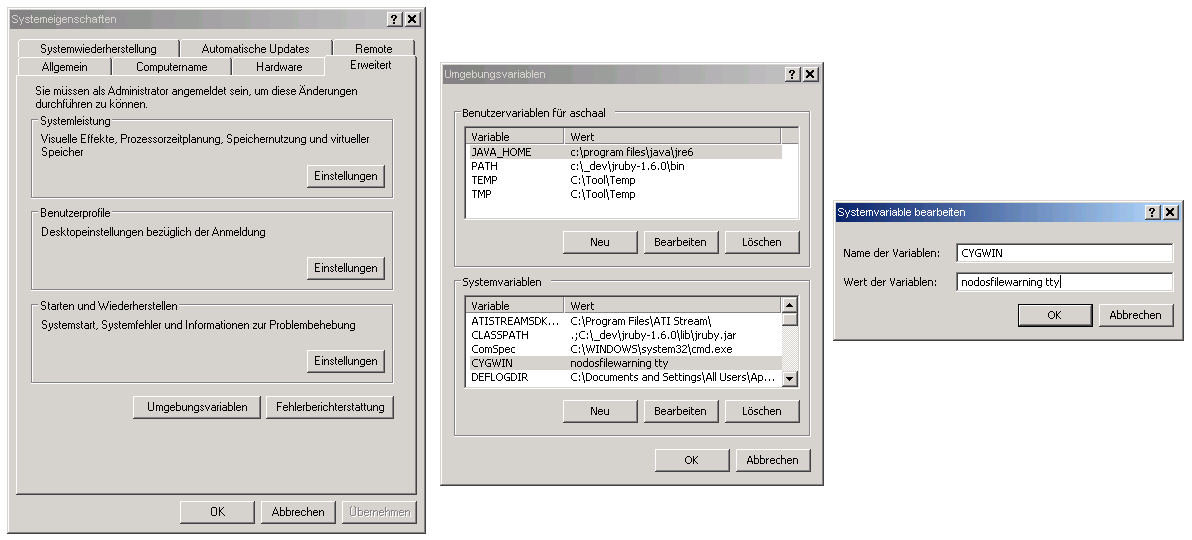 Systemeigenschaften
Systemwiederherstellung Automatische Updates Remote
Allgemein Computername Hardware Erweitert
Sie müssen als Administrator angemeldet sein, um diese Änderungen
durchführen zu können.
Systemleistung
Visuelle Effekte, Prozessorzeitplanung, Speichernutzung und virtueller
Speicher
Einstellungen
Benutzerprofile
Desktopeinstellungen bezüglich der Anmeldung
Einstellungen
Starten und Wiederherstellen
Systemstart, Systemfehler und Informationen zur Problembehebung
Einstellungen
Umgebungsvariablen Fehlerberichterstattung
OK Abbrechen Übernehmen
Umgebungsvariablen
Benutzervariablen für aschaal
Variable Wert
JAVA_HOME c:\program files\java\jre6
PATH c:\_dev\jruby-1.6.0\bin
TEMP C:\Tool\Temp
TMP C:\Tool\Temp
Neu Bearbeiten Löschen
Systemvariablen
Variable Wert
ATISTREAMSDK... C:\Program Files\ATI Stream\
CLASSPATH .;C:\_dev\jruby-1.6.0\lib\jruby.jar
ComSpec C:\WINDOWS\system32\cmd.exe
CYGWIN nodosfilewarning tty
DEFLOGDIR C:\Documents and Settings\All Users\Ap...
Neu Bearbeiten Löschen
OK Abbrechen
Systemvariable bearbeiten
Name der Variablen: CYGWIN
Wert der Variablen: nodosfilewarning tty
OK Abbrechen